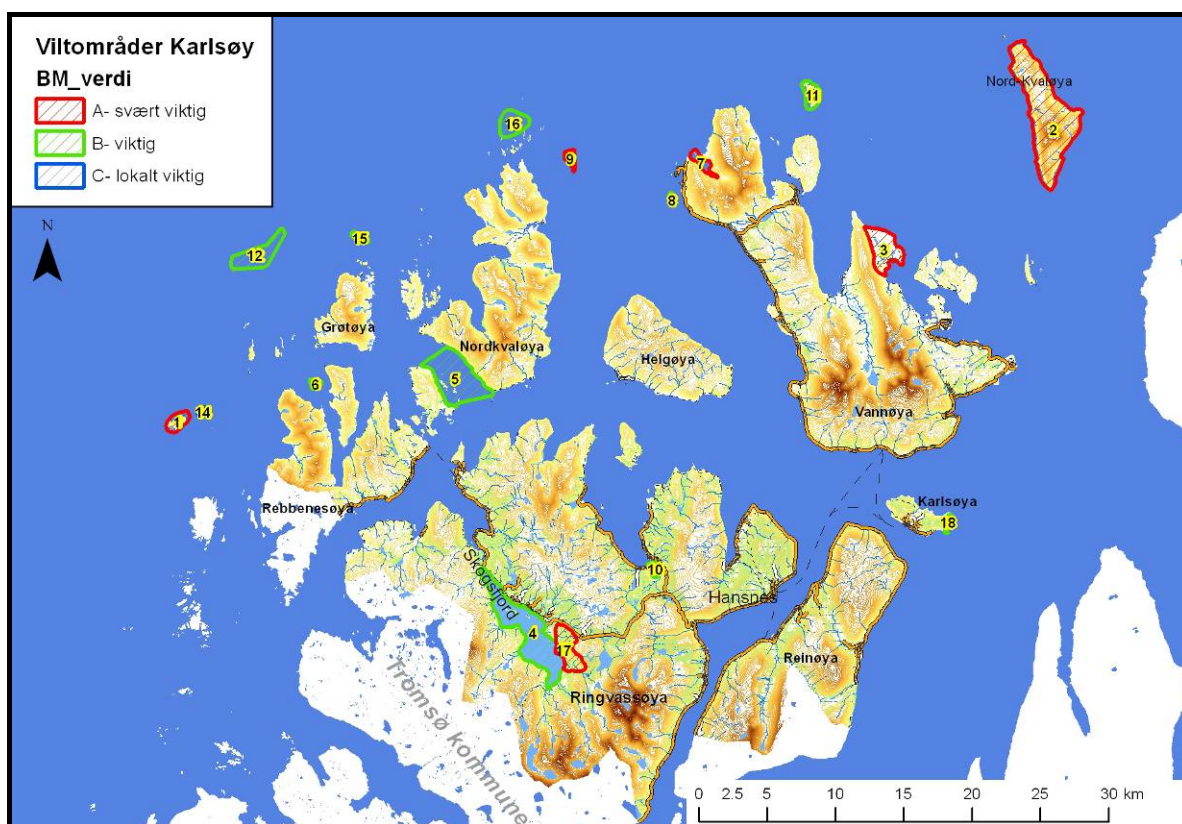 Viltområder Karlsøy
BM_verdi
A- svært viktig
B- viktig
C- lokalt viktig
N
Nord-Kvaløya
11
16
2
9
7
8
15
12
3
Grøtøya
Nordkvaløya
Helgøya
5
6
14
1
Vannøya
Rebbenesøya
Karlsøya
18
Skogsfjord
10
Hansnes
4
17
Reinøya
Ringvassøya
Tromsø kommune
0 2.5 5 10 15 20 25 30 km